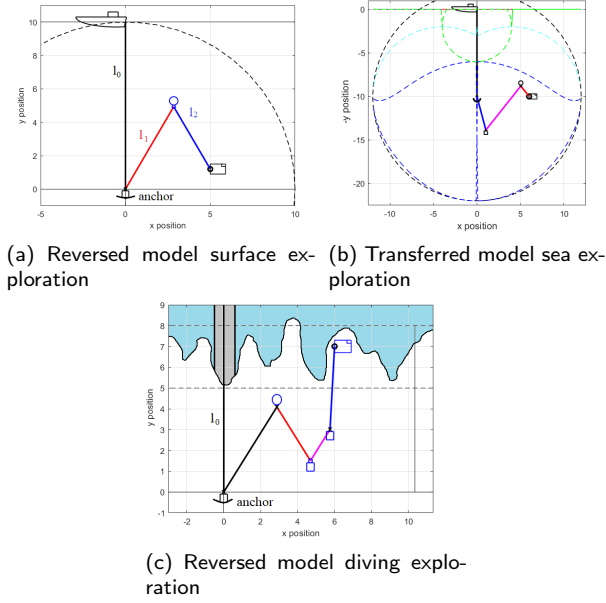 10
8
6
4
2
0
-5
0
5
10
y position
x position
l0
l1
l2
anchor
0
-5
-10
-15
-20
-10
-5
0
5
10
-y position
x position
(a) Reversed model surface ex-
ploration
(b) Transferred model sea ex-
ploration
9
8
7
6
5
4
3
2
1
0
-1
-2
0
2
4
6
8
10
y position
x position
l0
anchor
(c) Reversed model diving explo-
ration